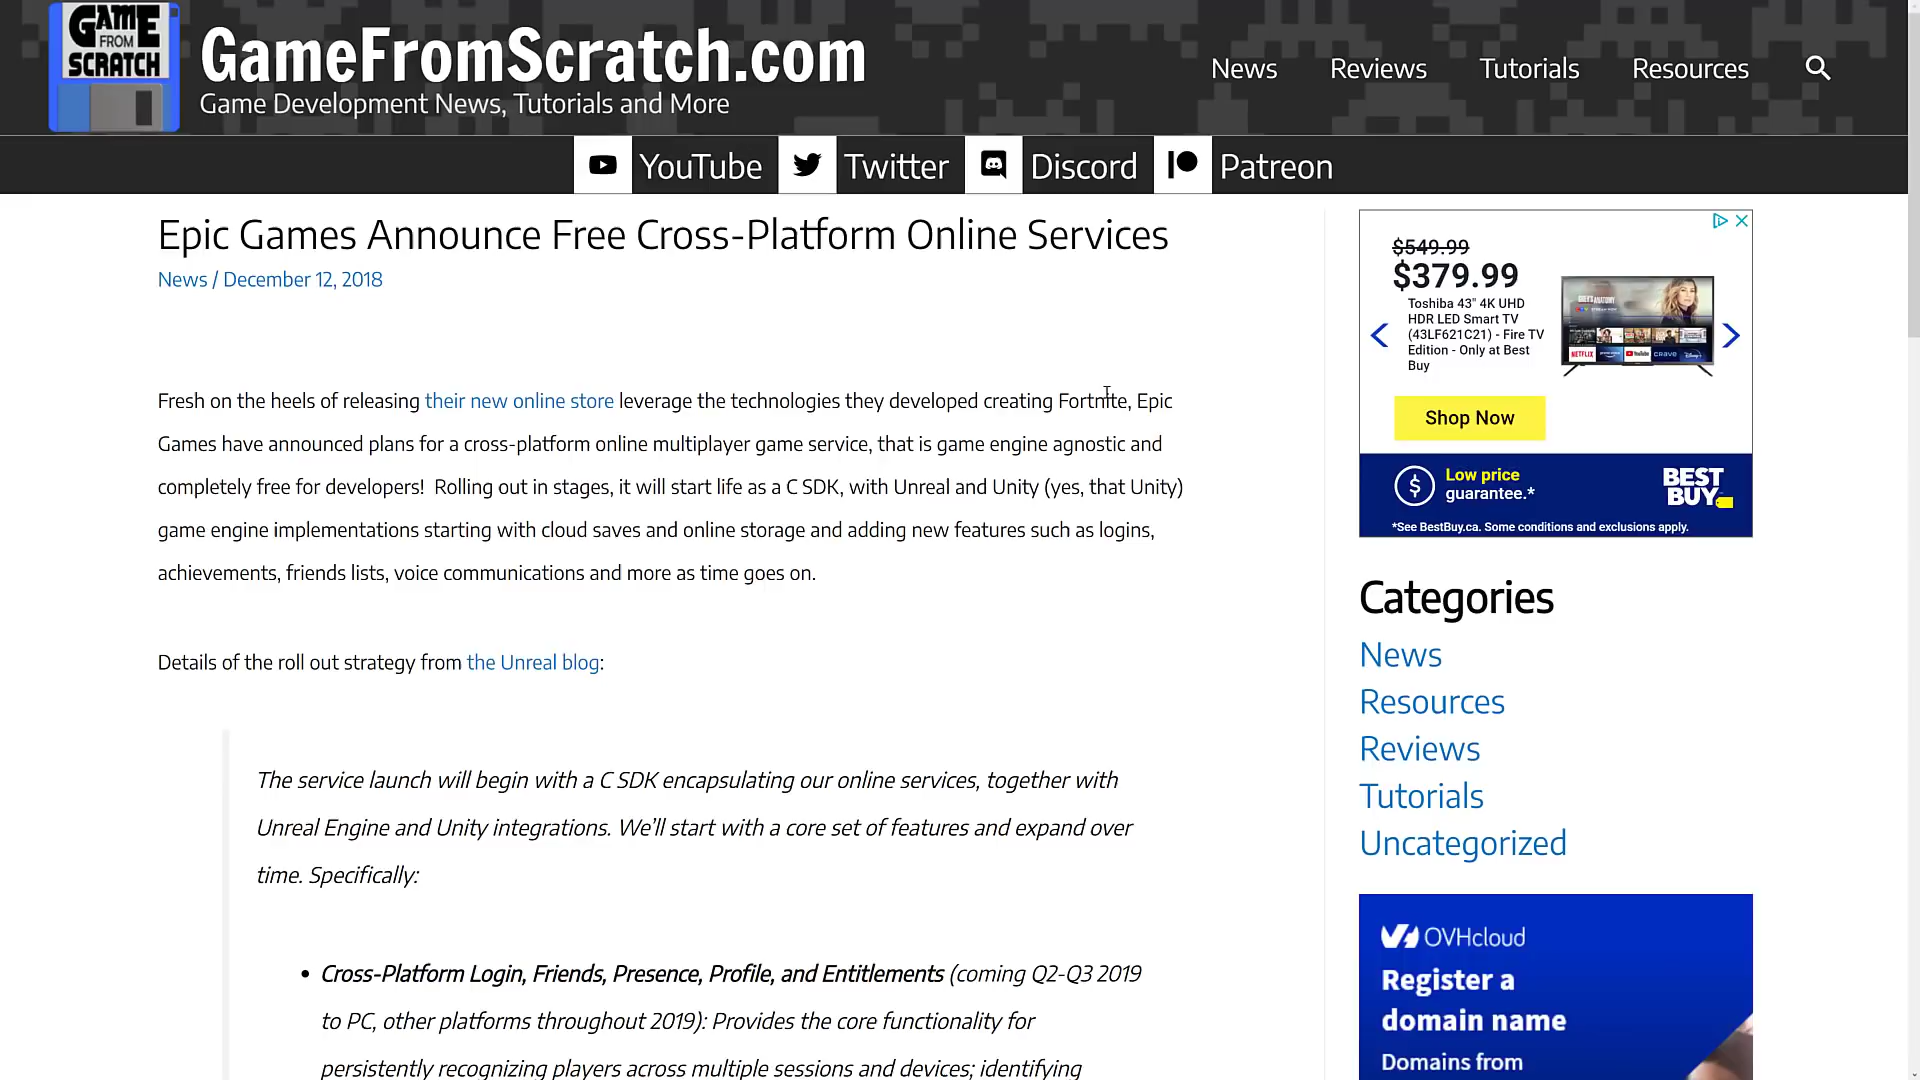 GAME
FROM
SCRATCH
GameFromScratch.com
Game Development News, Tutorials and More
News
Reviews
Tutorials
Resources
YouTube
Twitter
Discord
Patreon
Epic Games Announce Free Cross-Platform Online Services
News / December 12, 2018
Fresh on the heels of releasing their new online store leverage the technologies they developed creating Fortnite, Epic
Games have announced plans for a cross-platform online multiplayer game service, that is game engine agnostic and
completely free for developers!  Rolling out in stages, it will start life as a C SDK, with Unreal and Unity (yes, that Unity)
game engine implementations starting with cloud saves and online storage and adding new features such as logins,
achievements, friends lists, voice communications and more as time goes on.
Details of the roll out strategy from the Unreal blog:
The service launch will begin with a C SDK encapsulating our online services, together with
Unreal Engine and Unity integrations. We’ll start with a core set of features and expand over
time. Specifically:
• Cross-Platform Login, Friends, Presence, Profile, and Entitlements (coming Q2-Q3 2019
to PC, other platforms throughout 2019): Provides the core functionality for
persistently recognizing players across multiple sessions and devices; identifying
$549.99
$379.99
Toshiba 43" 4K UHD
HDR LED Smart TV
(43LF621C21) - Fire TV
Edition - Only at Best
Buy
NETFLIX
YouTube
crave
Disney+
Shop Now
Low price
guarantee.*
BEST
BUY
*See BestBuy.ca. Some conditions and exclusions apply.
Categories
News
Resources
Reviews
Tutorials
Uncategorized
OVHcloud
Register a
domain name
Domains from